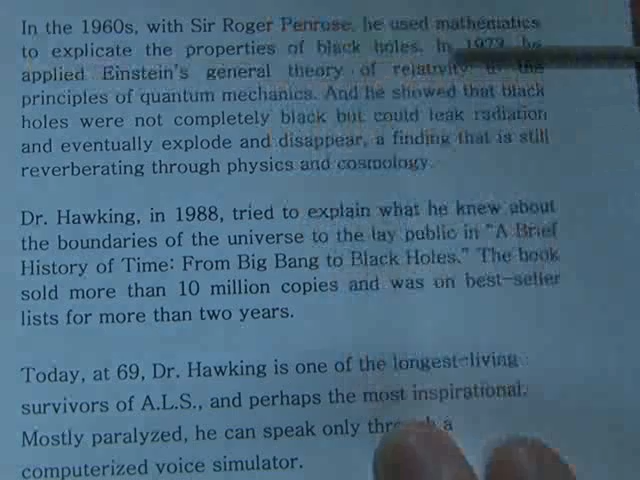 In the 1960s, with Sir Roger Penrose, he used mathematics
to explicate the properties of black holes. In 1973 he
applied Einstein's general theory of relativity to the
principles of quantum mechanics. And he showed that black
holes were not completely black but could leak radiation
and eventually explode and disappear, a finding that is still
reverberating through physics and cosmology.
Dr. Hawking, in 1988, tried to explain what he knew about
the boundaries of the universe to the lay public in "A Brief
History of Time: From Big Bang to Black Holes." The book
sold more than 10 million copies and was on best-seller
lists for more than two years.
Today, at 69, Dr. Hawking is one of the longest-living
survivors of A.L.S., and perhaps the most inspirational.
Mostly paralyzed, he can speak only through a
computerized voice simulator.